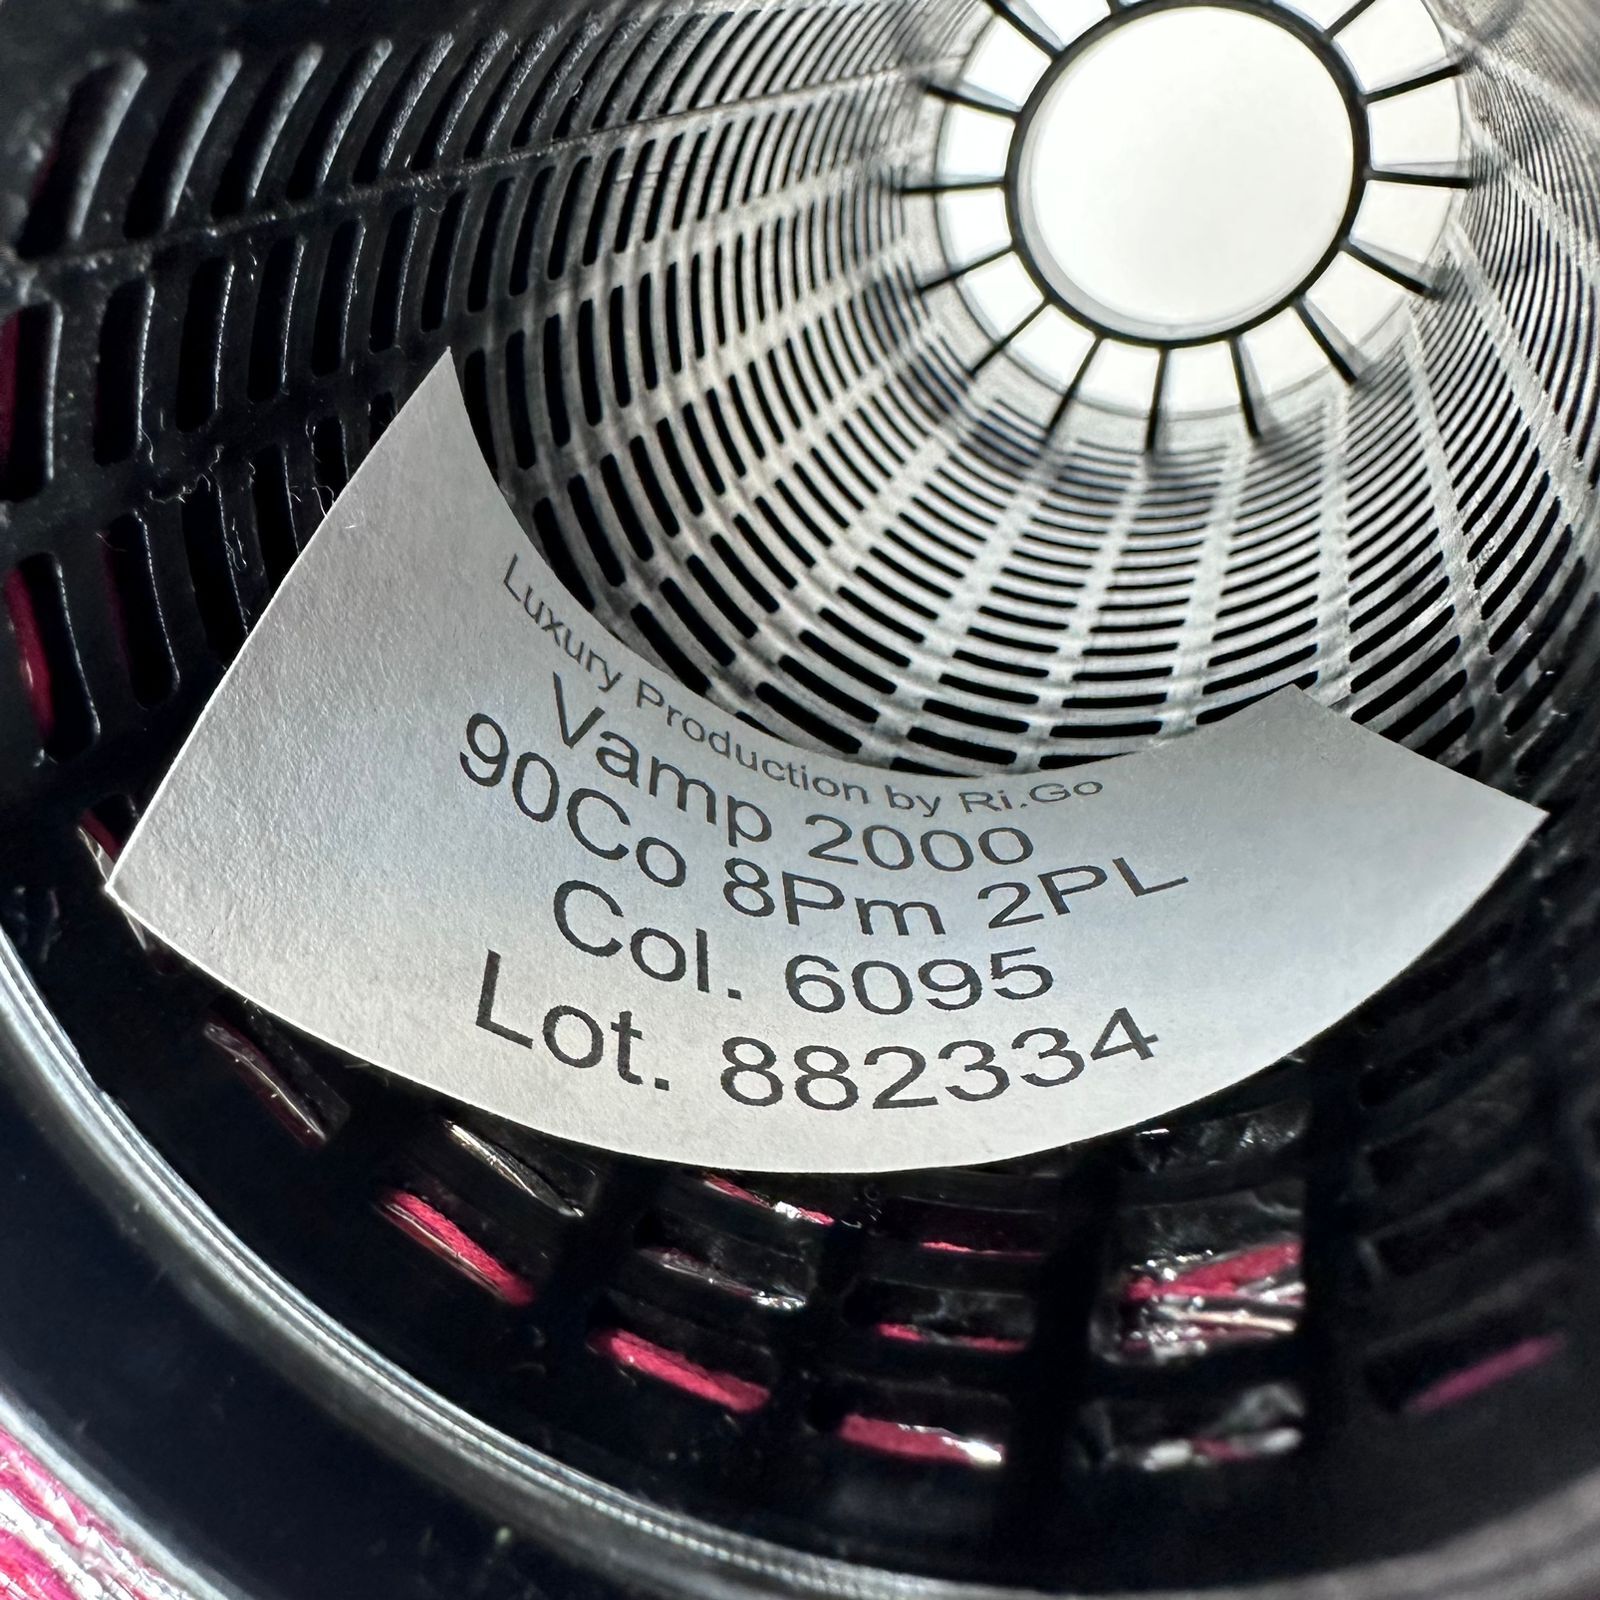 Luxury Production by Ri.Go
Vamp 2000
90Co 8Pm 2PL
Col. 6095
Lot. 882334